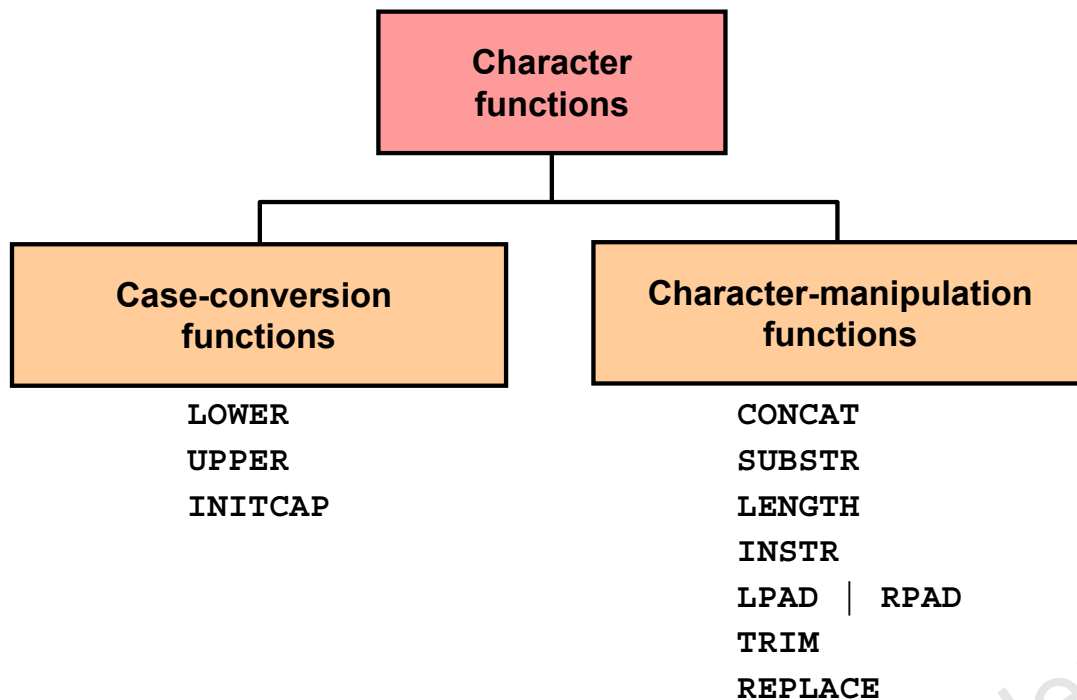 Character
functions
Case-conversion
functions
LOWER
UPPER
INITCAP
Character-manipulation
functions
CONCAT
SUBSTR
LENGTH
INSTR
LPAD | RPAD
TRIM
REPLACE